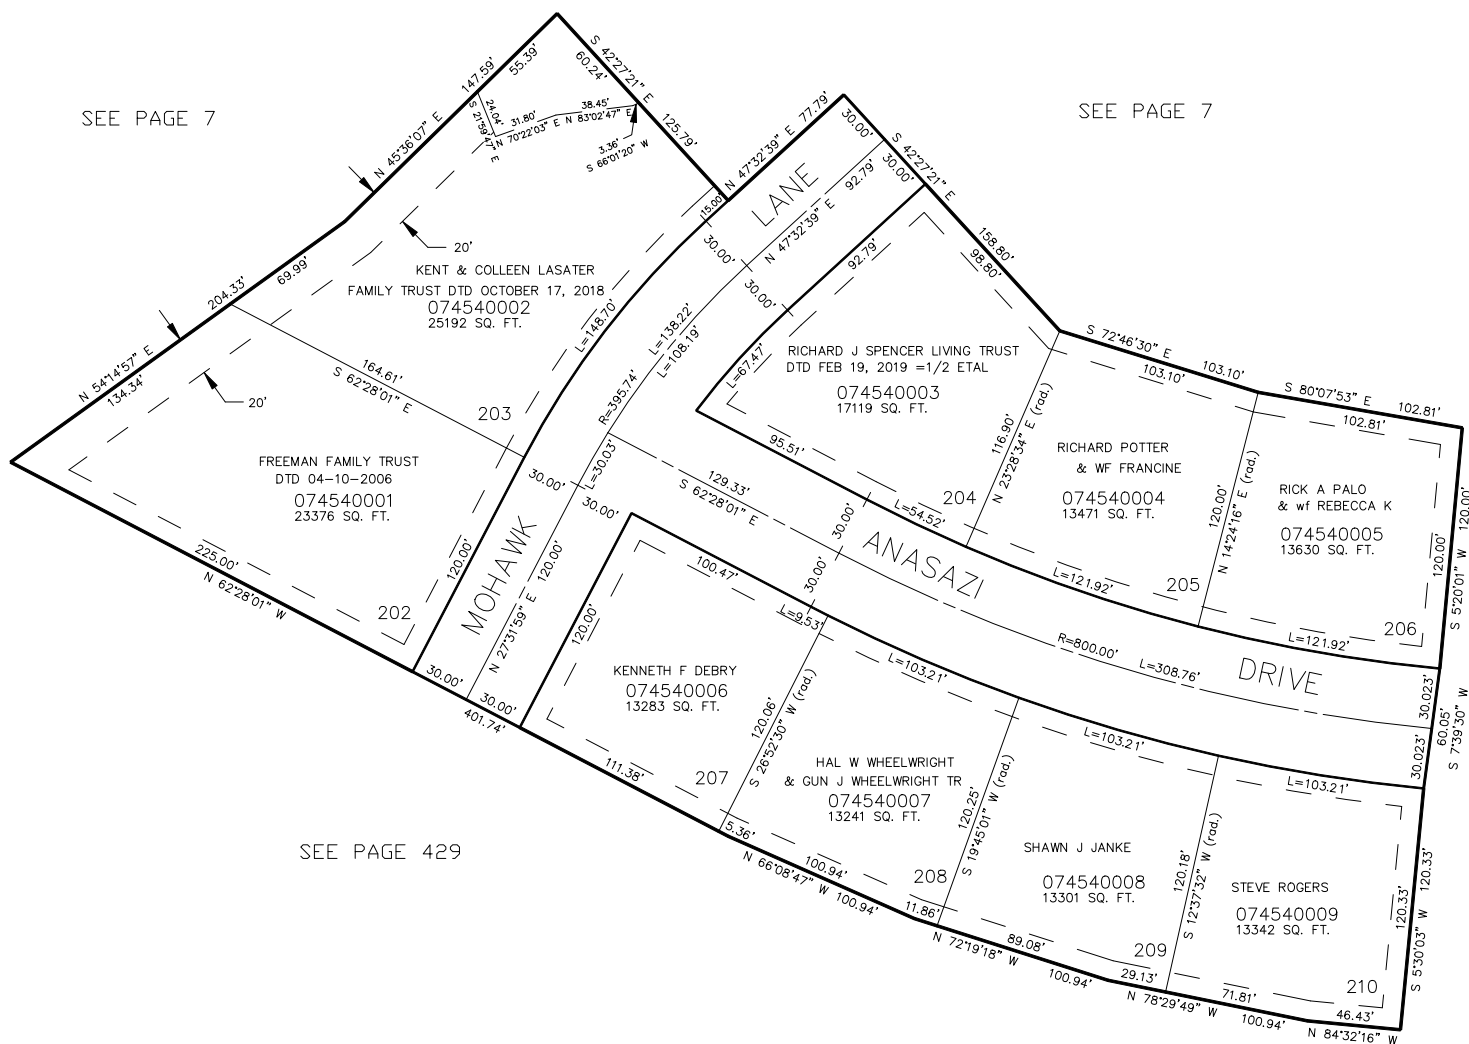 SEE PAGE 7
SEE PAGE 7
N 45°36'07" E 147.59'
55.39'
S 42°27'21" E
60.24'
125.79'
24.04'
S 21°59'47" E
31.80'
N 70°22'03" E
38.45'
N 83°02'47" E
3.36'
S 66°01'20" W
N 47°32'39" E 77.79'
30.00'
S 42°27'21" E
30.00'
92.79'
N 47°32'39" E
LANE
15.00'
30.00'
30.00'
92.79'
158.80'
98.80'
20'
69.99'
204.33'
N 54°14'57" E
134.34'
20'
KENT & COLLEEN LASATER
FAMILY TRUST DTD OCTOBER 17, 2018
074540002
25192 SQ. FT.
L=148.70'
L=138.22'
L=108.19'
R=395.74'
L=30.03'
L=67.47'
164.61'
S 62°28'01" E
203
RICHARD J SPENCER LIVING TRUST
DTD FEB 19, 2019 =1/2 ETAL
074540003
17119 SQ. FT.
95.51'
L=54.52'
204
S 72°46'30" E 103.10'
103.10'
116.90'
N 23°28'34" E (rad.)
RICHARD POTTER
& WF FRANCINE
074540004
13471 SQ. FT.
L=121.92'
205
S 80°07'53" E 102.81'
102.81'
120.00'
N 14°24'16" E (rad.)
RICK A PALO
& wf REBECCA K
074540005
13630 SQ. FT.
L=121.92'
206
120.00'
S 5°20'01" W 120.00'
FREEMAN FAMILY TRUST
DTD 04-10-2006
074540001
23376 SQ. FT.
225.00'
N 62°28'01" W
202
120.00'
30.00'
30.00'
129.33'
S 62°28'01" E
30.00'
30.00'
ANASAZI
DRIVE
R=800.00'
L=308.76'
30.023'
30.023'
60.05'
S 7°39'30" W
MOHAWK
N 27°31'59" E 120.00'
30.00'
30.00'
401.74'
120.00'
100.47'
L=9.53'
KENNETH F DEBRY
074540006
13283 SQ. FT.
111.38'
207
120.06'
S 26°52'30" W (rad.)
L=103.21'
HAL W WHEELWRIGHT
& GUN J WHEELWRIGHT TR
074540007
13241 SQ. FT.
5.36'
100.94'
N 66°08'47" W 100.94'
208
120.25'
S 19°45'01" W (rad.)
L=103.21'
SHAWN J JANKE
074540008
13301 SQ. FT.
11.86'
89.08'
N 72°19'18" W 100.94'
209
120.18'
S 12°37'32" W (rad.)
L=103.21'
STEVE ROGERS
074540009
13342 SQ. FT.
29.13'
71.81'
N 78°29'49" W 100.94'
210
46.43'
N 84°32'16" W
120.33'
S 5°30'03" W 120.33'
SEE PAGE 429